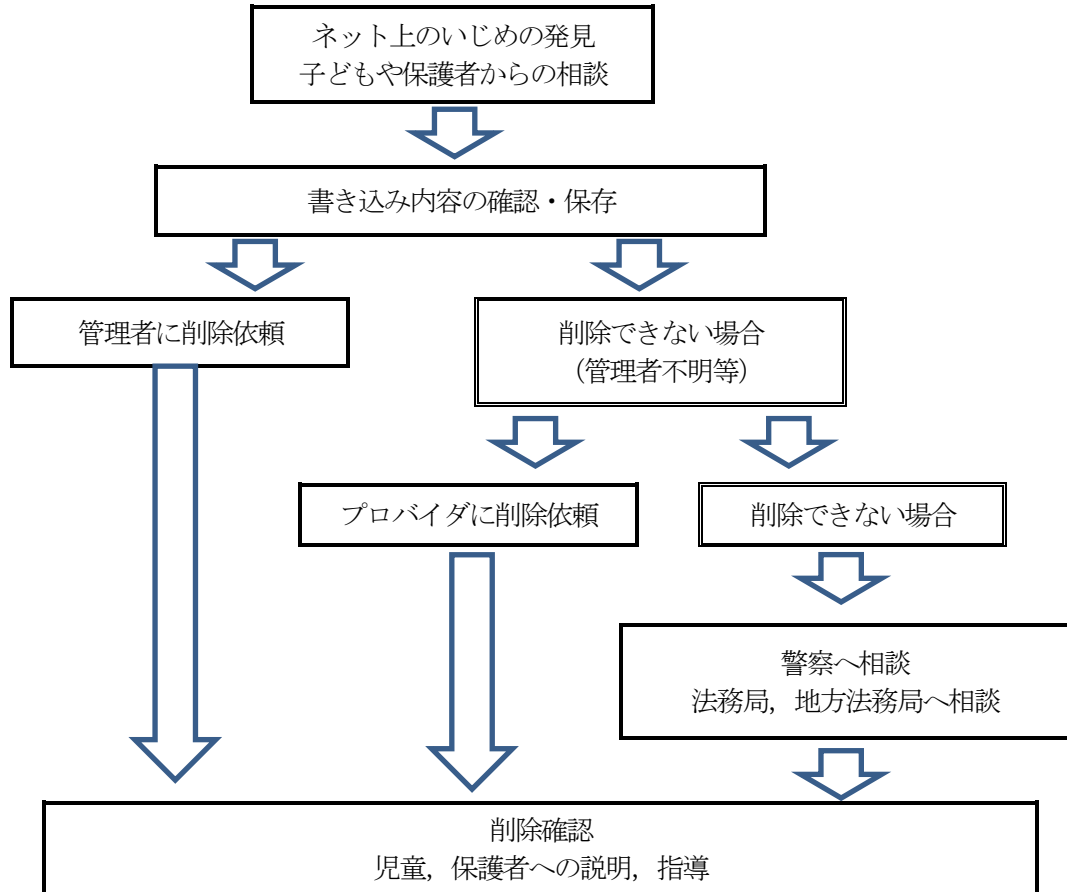 ネット上のいじめの発見
子どもや保護者からの相談
書き込み内容の確認・保存
管理者に削除依頼
削除できない場合
（管理者不明等）
プロバイダに削除依頼
削除できない場合
警察へ相談
法務局，地方法務局へ相談
削除確認
児童，保護者への説明，指導